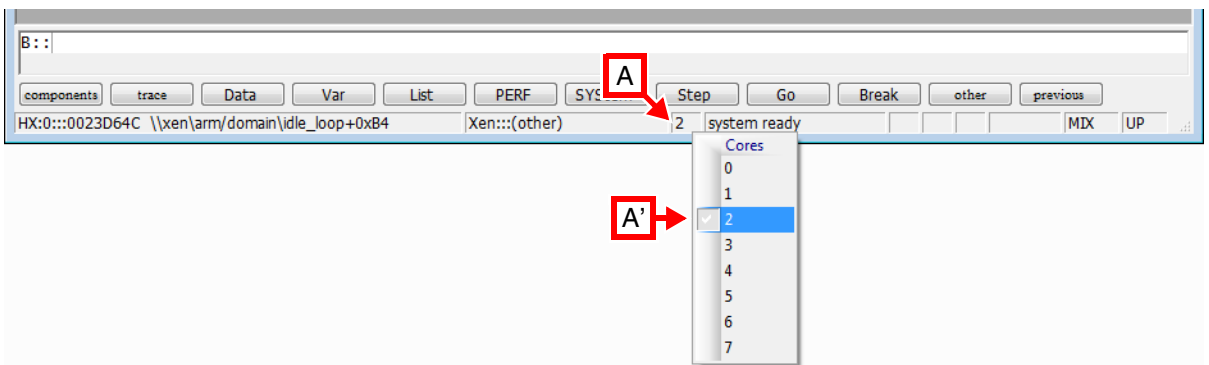 B::
A
components trace Data Var List PERF Step Go Break other previous
HX:0:::0023D64C \\xen\arm/domain\idle_loop+0xB4 Xen:::(other) 2 system ready MIX UP
Cores
0
1
A' 2
3
4
5
6
7